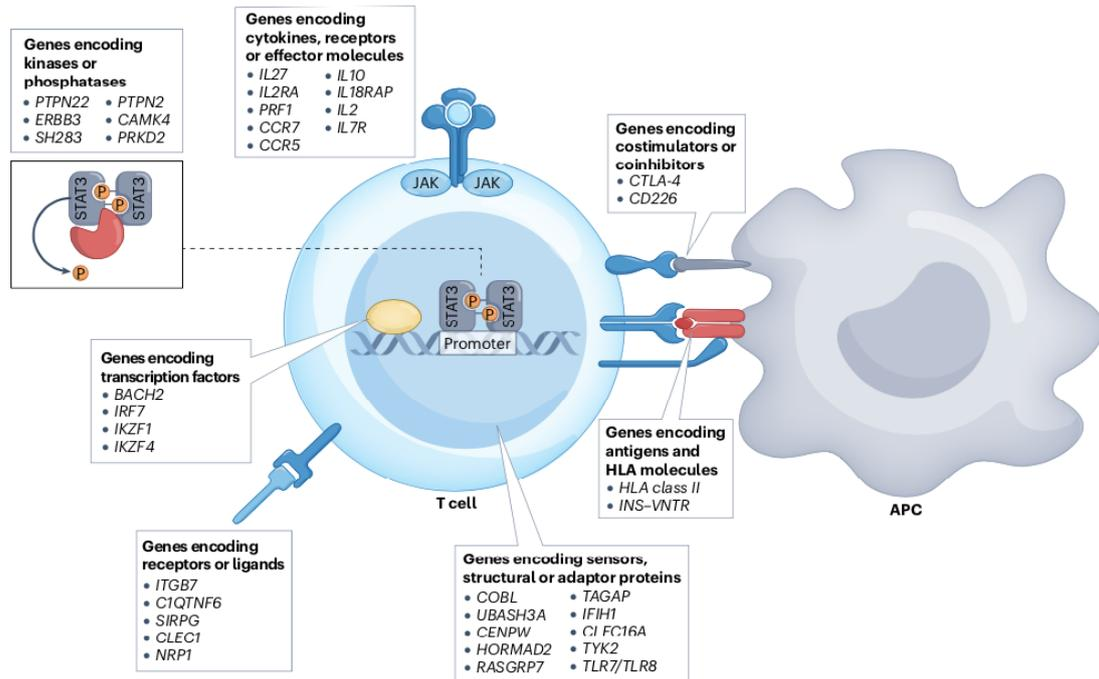 Genes encoding
kinases or
phosphatases
• PTPN22 • PTPN2
• ERBB3 • CAMK4
• SH283 • PRKD2
Genes encoding
cytokines, receptors
or effector molecules
• IL27 • IL10
• IL2RA • IL18RAP
• PRF1 • IL2
• CCR7 • IL7R
• CCR5
STAT3
P
P
STAT3
P
JAK
JAK
Genes encoding
costimulators or
coinhibitors
• CTLA-4
• CD226
STAT3
P
P
STAT3
Promoter
Genes encoding
transcription factors
• BACH2
• IRF7
• IKZF1
• IKZF4
Genes encoding
antigens and
HLA molecules
• HLA class II
• INS–VNTR
T cell
APC
Genes encoding
receptors or ligands
• ITGB7
• C1QTNF6
• SIRPG
• CLEC1
• NRP1
Genes encoding sensors,
structural or adaptor proteins
• COBL • TAGAP
• UBASH3A • IFIH1
• CENPW • CLEC16A
• HORMAD2 • TYK2
• RASGRP7 • TLR7/TLR8